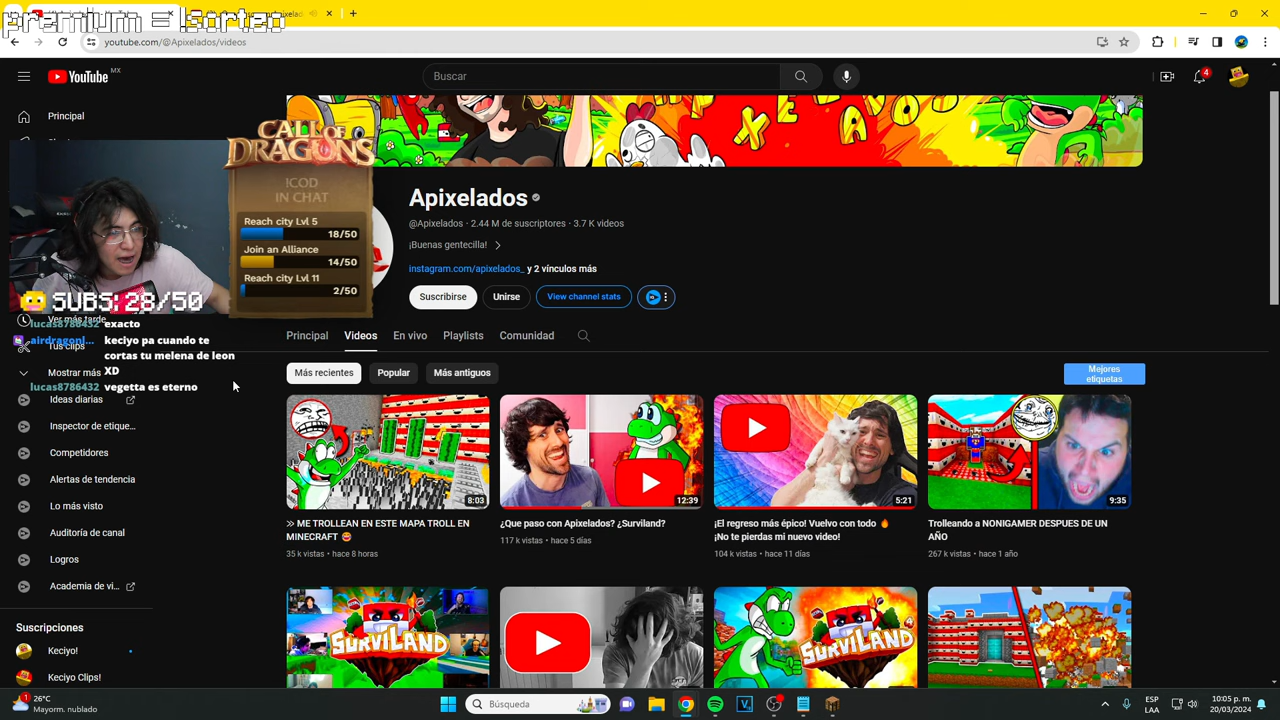 premium = !sorteo
youtube.com/@Apixelados/videos
YouTube MX
Buscar
4
Principal
XE ADO
CALL OF
DRAGONS
!COD
IN CHAT
Reach city Lvl 5
18/50
Join an Alliance
14/50
Reach city Lvl 11
2/50
SUBS: 28/50
Apixelados
@Apixelados · 2.44 M de suscriptores · 3.7 K videos
¡Buenas gentecilla!
instagram.com/apixelados_ y 2 vínculos más
Suscribirse
Unirse
View channel stats
Ver más tarde
Tus clips
Mostrar más
lucas8786432 exacto
airdragonl... keciyo pa cuando te
cortas tu melena de leon
XD
lucas8786432 vegetta es eterno
Principal
Videos
En vivo
Playlists
Comunidad
Más recientes
Popular
Más antiguos
Mejores
etiquetas
Ideas diarias
Inspector de etique...
Competidores
Alertas de tendencia
Lo más visto
Auditoría de canal
Logros
Academia de vi...
Suscripciones
Keciyo!
Keciyo Clips!
8:03
12:39
5:21
9:35
≫ ME TROLLEAN EN ESTE MAPA TROLL EN
MINECRAFT
35 k vistas • hace 8 horas
¿Que paso con Apixelados? ¿Surviland?
117 k vistas • hace 5 días
¡El regreso más épico! Vuelvo con todo 🔥
¡No te pierdas mi nuevo video!
104 k vistas • hace 11 días
Trolleando a NONIGAMER DESPUES DE UN
AÑO
267 k vistas • hace 1 año
SURVILAND
SURVILAND
1
26°C
Mayorm. nublado
Búsqueda
ESP
LAA
10:05 p. m.
20/03/2024